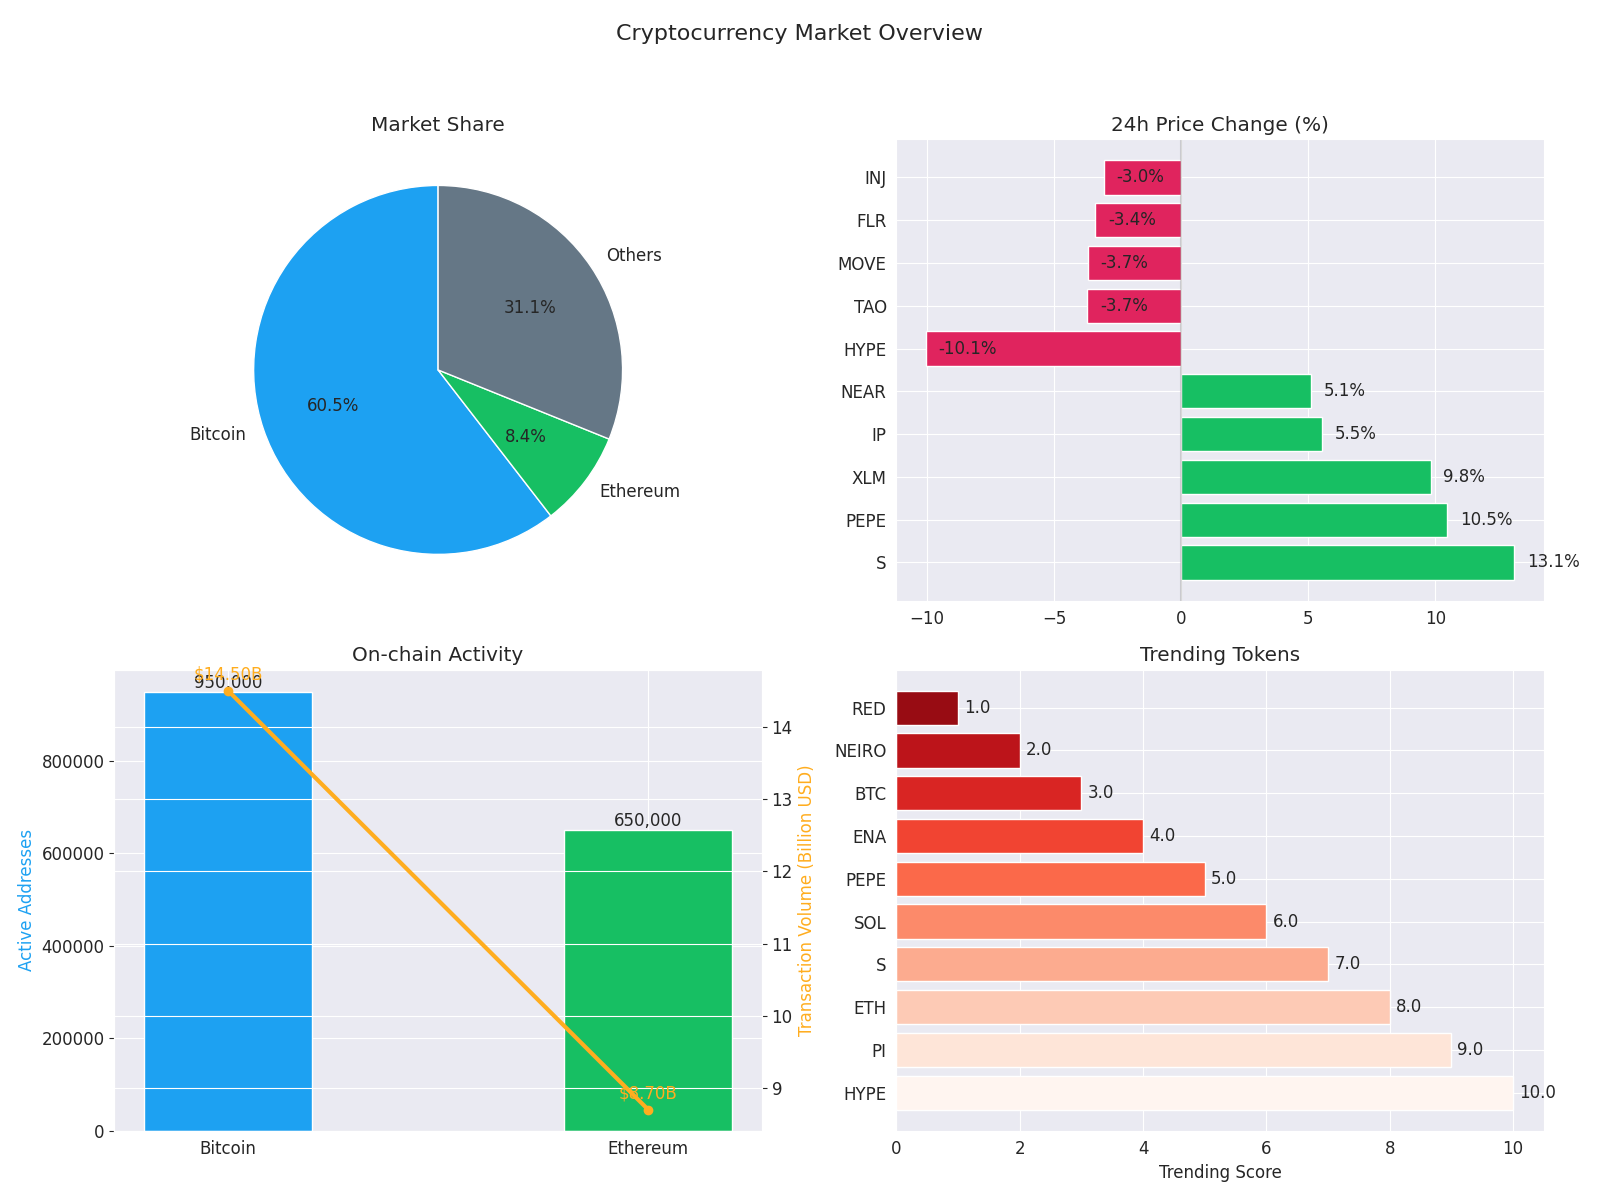 Cryptocurrency Market Overview
Market Share
Others
31.1%
60.5%
8.4%
Bitcoin
Ethereum
24h Price Change (%)
INJ -3.0%
FLR -3.4%
MOVE -3.7%
TAO -3.7%
HYPE -10.1%
NEAR 5.1%
IP 5.5%
XLM 9.8%
PEPE 10.5%
S 13.1%
−10 −5 0 5 10
On-chain Activity
$14.50B
950,000
650,000
$8.70B
Active Addresses
800000
600000
400000
200000
0
Bitcoin Ethereum
14
13
12
11
10
9
Transaction Volume (Billion USD)
Trending Tokens
RED 1.0
NEIRO 2.0
BTC 3.0
ENA 4.0
PEPE 5.0
SOL 6.0
S 7.0
ETH 8.0
PI 9.0
HYPE 10.0
0 2 4 6 8 10
Trending Score